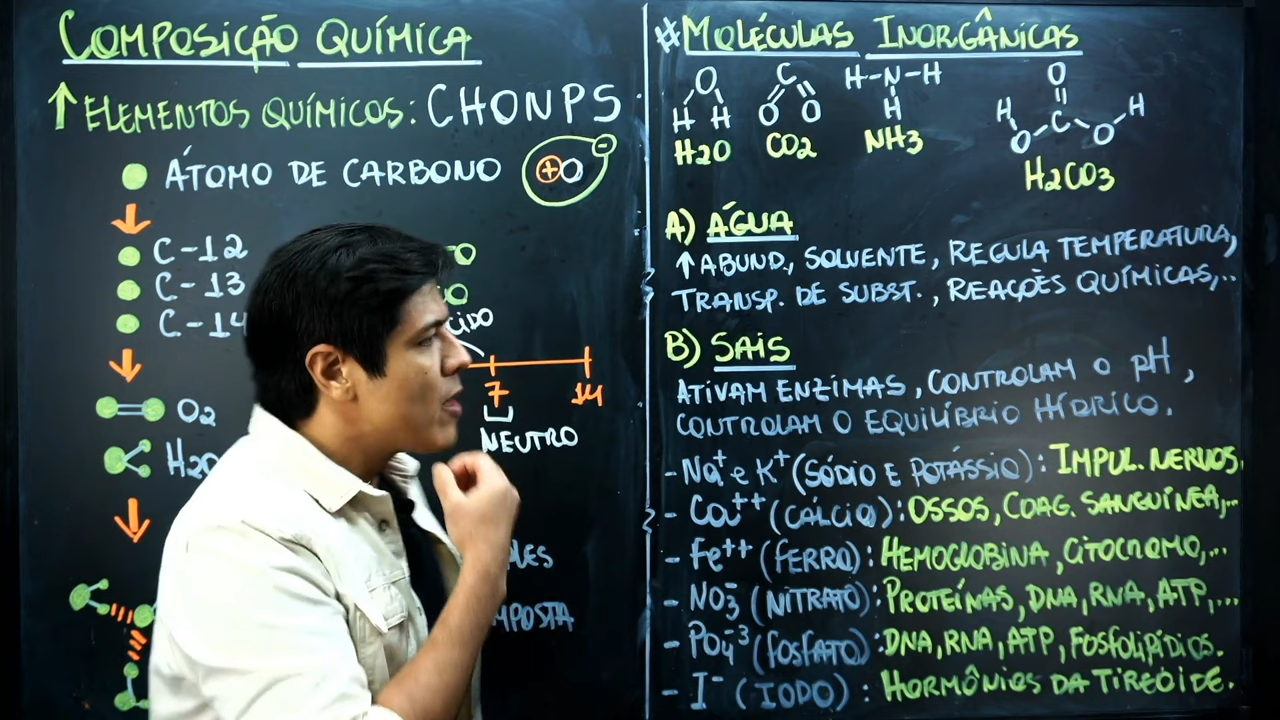 COMPOSIÇÃO QUÍMICA
↑ ELEMENTOS QUÍMICOS: CHONPS
ÁTOMO DE CARBONO
+ -
C-12
C-13
C-14
7 14
NEUTRO
O2
H2O
#MOLÉCULAS INORGÂNICAS
O
H H
H2O
C
O O
CO2
H-N-H
H
NH3
O
H C H
O O
H2CO3
A) ÁGUA
↑ABUND., SOLVENTE, REGULA TEMPERATURA,
TRANSP. DE SUBST., REAÇÕES QUÍMICAS,...
B) SAIS
ATIVAM ENZIMAS, CONTROLAM O pH,
CONTROLAM O EQUILÍBRIO HÍDRICO.
- Na+ e K+ (SÓDIO E POTÁSSIO): IMPUL. NERVOS.
- Ca++ (CÁLCIO): OSSOS, COAG. SANGUÍNEA,...
- Fe++ (FERRO): HEMOGLOBINA, CITOCROMO,...
- NO3- (NITRATO): PROTEÍNAS, DNA, RNA, ATP,...
- PO4-3 (FOSFATO): DNA, RNA, ATP, FOSFOLIPÍDIOS.
- I- (IODO): HORMÔNIOS DA TIREÓIDE.